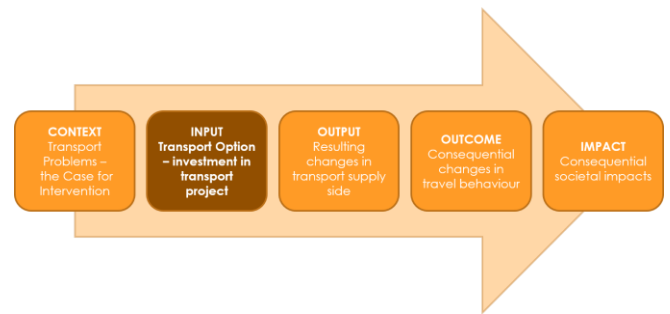 CONTEXT
Transport
Problems –
the Case for
Intervention
INPUT
Transport Option
– investment in
transport
project
OUTPUT
Resulting
changes in
transport supply
side
OUTCOME
Consequential
changes in
travel behaviour
IMPACT
Consequential
societal impacts